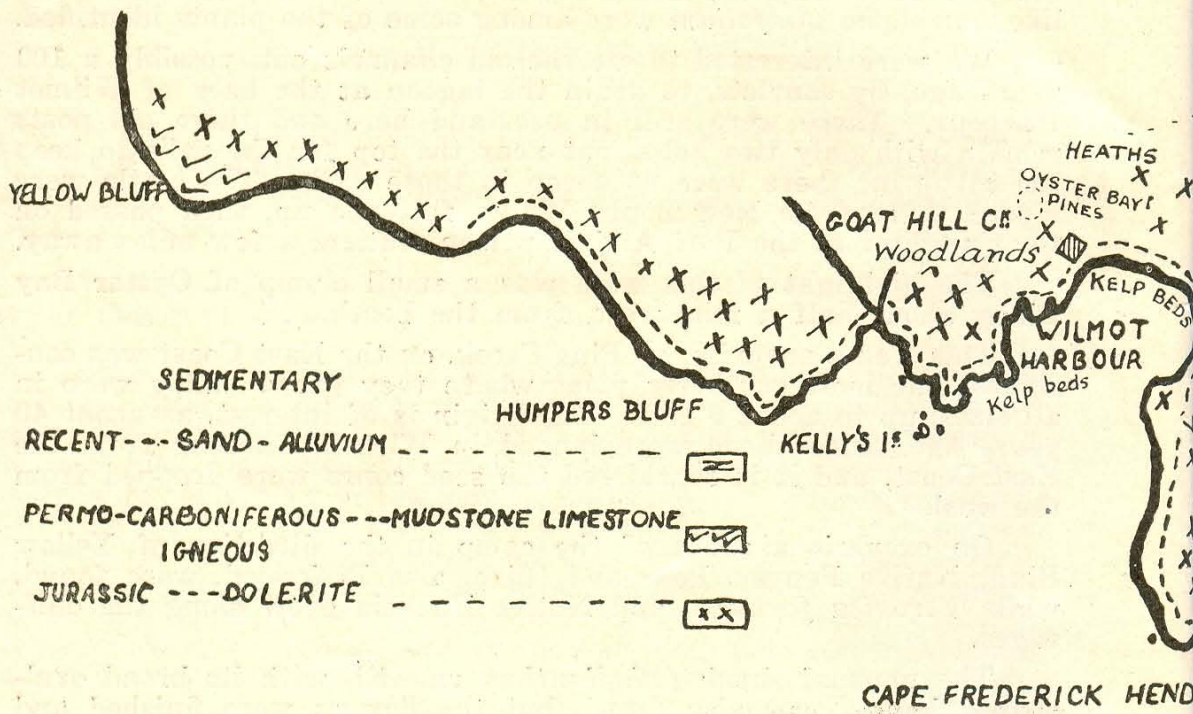 HEATHS
OYSTER BAY
PINES
YELLOW BLUFF
GOAT HILL CR
Woodlands
KELP BEDS
WILMOT
HARBOUR
Kelp beds
SEDIMENTARY
HUMPERS BLUFF
KELLY'S IS
RECENT --- SAND - ALLUVIUM
PERMO-CARBONIFEROUS --- MUDSTONE LIMESTONE
IGNEOUS
JURASSIC --- DOLERITE
CAPE FREDERICK HEND